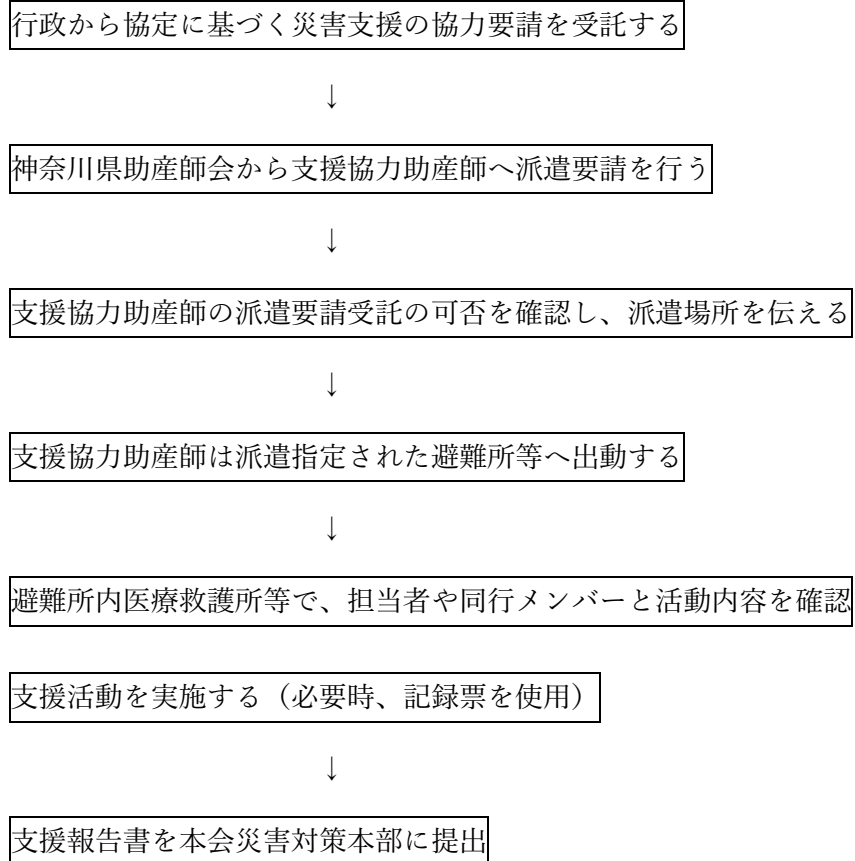 行政から協定に基づく災害支援の協力要請を受託する
↓
神奈川県助産師会から支援協力助産師へ派遣要請を行う
↓
支援協力助産師の派遣要請受託の可否を確認し、派遣場所を伝える
↓
支援協力助産師は派遣指定された避難所等へ出動する
↓
避難所内医療救護所等で、担当者や同行メンバーと活動内容を確認
支援活動を実施する（必要時、記録票を使用）
↓
支援報告書を本会災害対策本部に提出